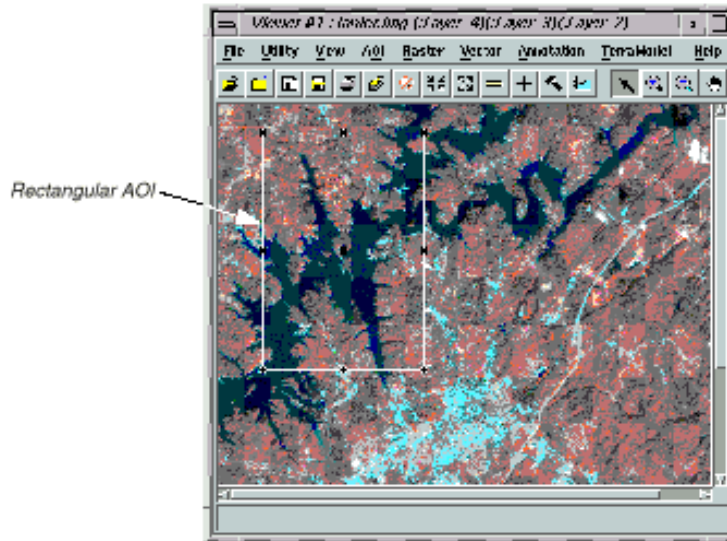 Viewer #1 : lanier.img (:Layer_4)(:Layer_3)(:Layer_2)
File Utility View AOI Raster Vector Annotation TerraModel Help
Rectangular AOI